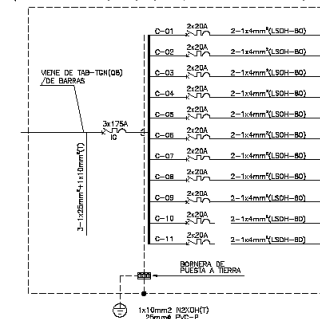 C-01 2x20A 2-1x4mm²(LSOH-80)
C-02 2x20A 2-1x4mm²(LSOH-80)
C-03 2x20A 2-1x4mm²(LSOH-80)
C-04 2x20A 2-1x4mm²(LSOH-80)
C-05 2x20A 2-1x4mm²(LSOH-80)
C-06 2x20A 2-1x4mm²(LSOH-80)
C-07 2x20A 2-1x4mm²(LSOH-80)
C-08 2x20A 2-1x4mm²(LSOH-80)
C-09 2x20A 2-1x4mm²(LSOH-80)
C-10 2x20A 2-1x4mm²(LSOH-80)
C-11 2x20A 2-1x4mm²(LSOH-80)
VIENE DE TAB-TGN(QB)
/DE BARRAS
3x175A
IG
3-1x25mm²+1x10mm²(T)
BORNERA DE
PUESTA A TIERRA
1x10mm2 N2XOH(T)
25mmø PVC-P